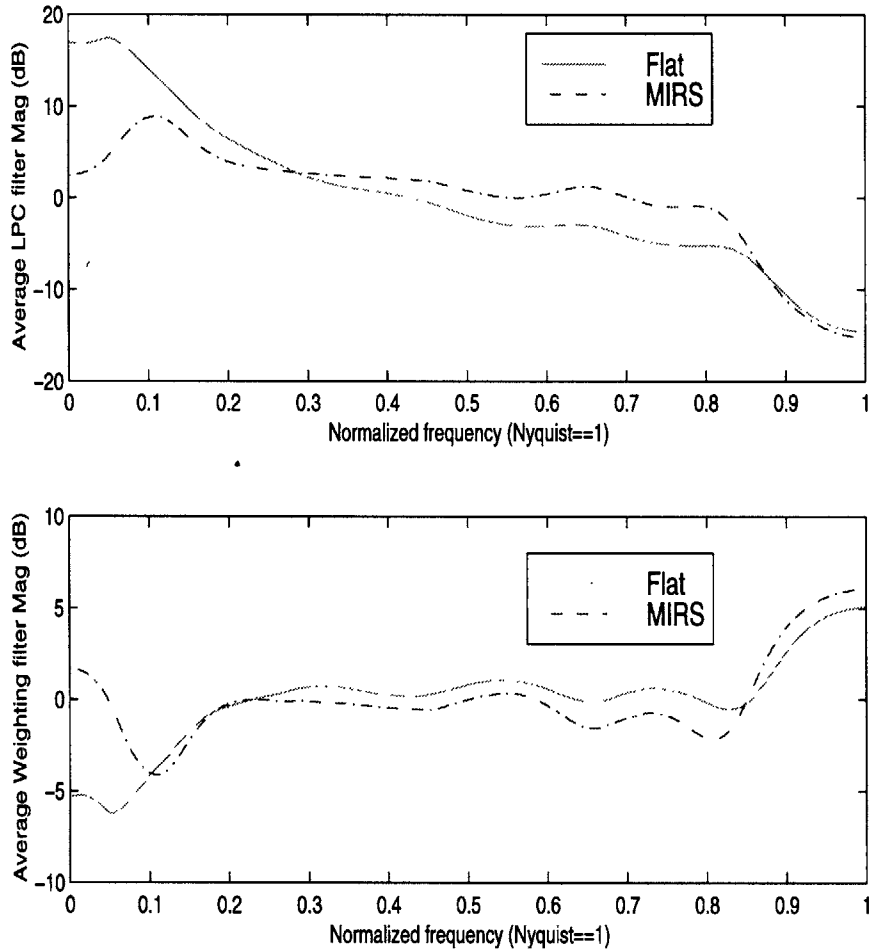 Average LPC filter Mag (dB)
20
10
0
−10
−20
Flat
MIRS
0 0.1 0.2 0.3 0.4 0.5 0.6 0.7 0.8 0.9 1
Normalized frequency (Nyquist==1)
Average Weighting filter Mag (dB)
10
5
0
−5
−10
Flat
MIRS
0 0.1 0.2 0.3 0.4 0.5 0.6 0.7 0.8 0.9 1
Normalized frequency (Nyquist==1)